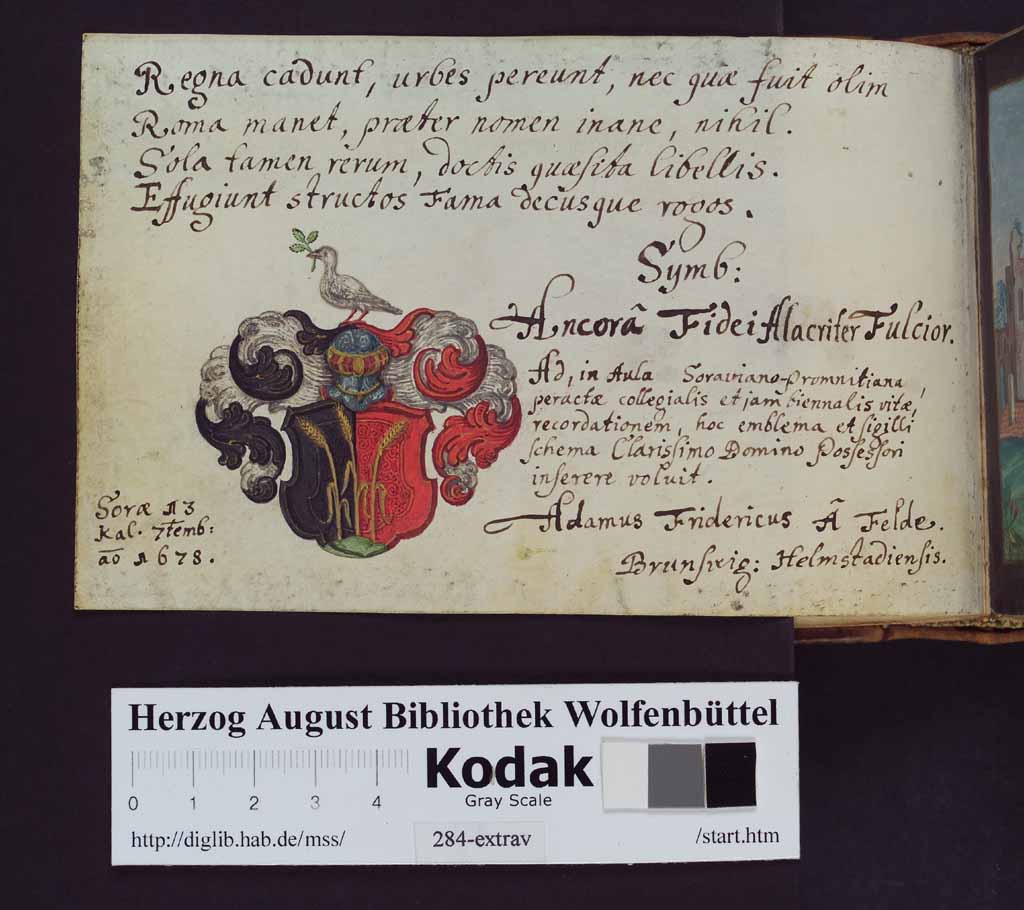 Regna cadunt, urbes pereunt, nec quæ fuit olim
Roma manet, præter nomen inane, nihil.
Sola tamen rerum, doctis quæsita libellis.
Effugiunt structos Fama decusque rogos.
Symb:
Ancorâ Fidei Alacriter Fulcior.
Ad, in Aula Soraviano-Promnitiana
peractæ collegialis et jam biennalis vitæ,
recordationem, hoc emblema et sigilli
schema Clarissimo Domino Possessori
inserere voluit.
Adamus Fridericus Â Felde.
Brunswig: Helmstadiensis.
Soræ 13
Kal. 7temb:
aõ 1678.
Herzog August Bibliothek Wolfenbüttel
Kodak
Gray Scale
0 1 2 3 4
http://diglib.hab.de/mss/ 284-extrav /start.htm